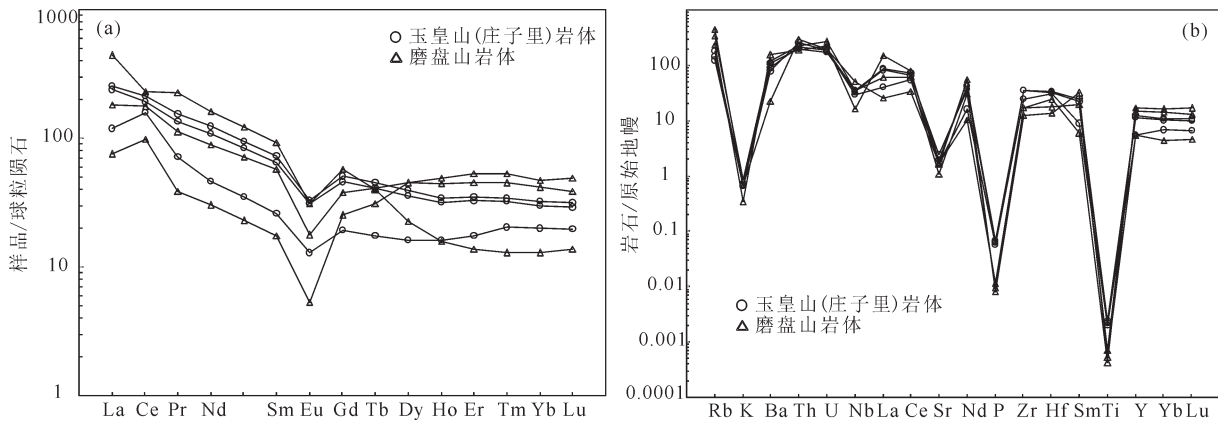 (a)
1000
100
10
1
样品/球粒陨石
玉皇山(庄子里)岩体
磨盘山岩体
La Ce Pr Nd Sm Eu Gd Tb Dy Ho Er Tm Yb Lu
(b)
100
10
1
0.1
0.01
0.001
0.0001
岩石/原始地幔
玉皇山(庄子里)岩体
磨盘山岩体
Rb K Ba Th U Nb La Ce Sr Nd P Zr Hf Sm Ti Y Yb Lu